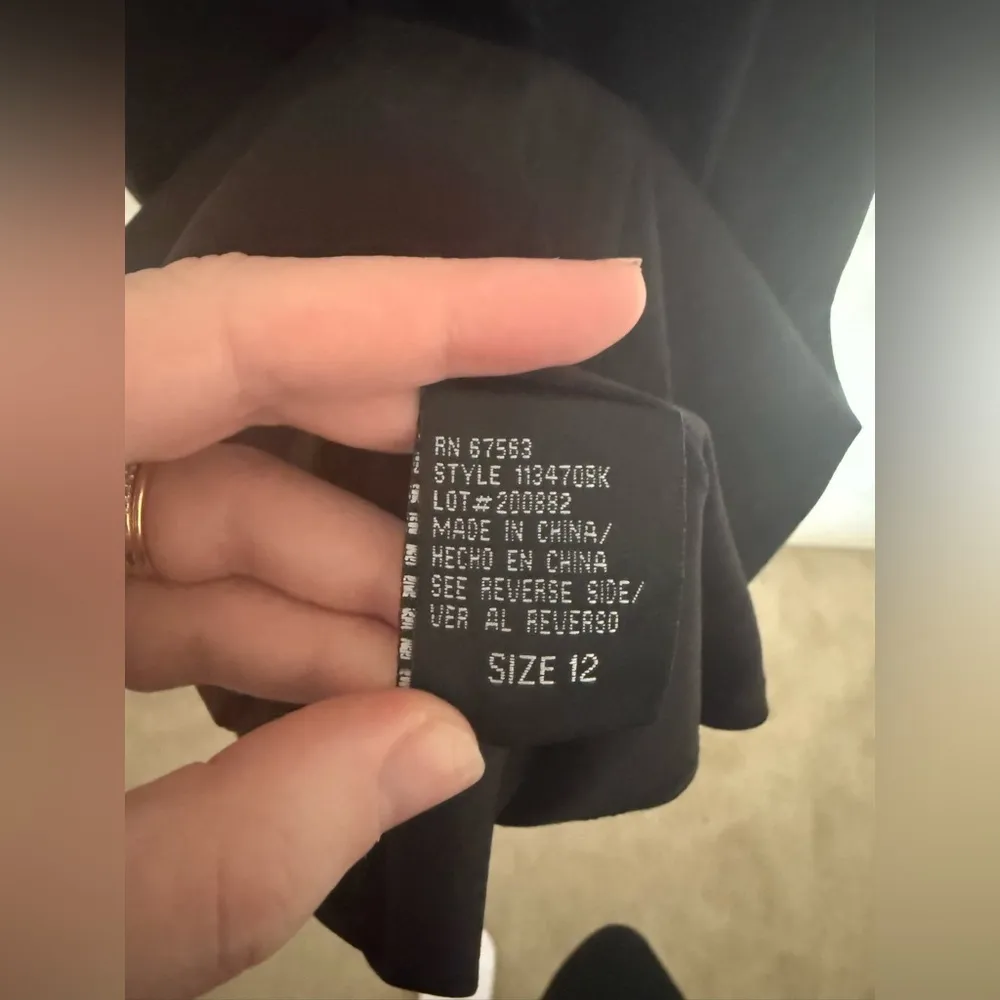 RN 67563
STYLE 113470BK
LOT#200882
MADE IN CHINA/
HECHO EN CHINA
SEE REVERSE SIDE/
VER AL REVERSO
SIZE 12